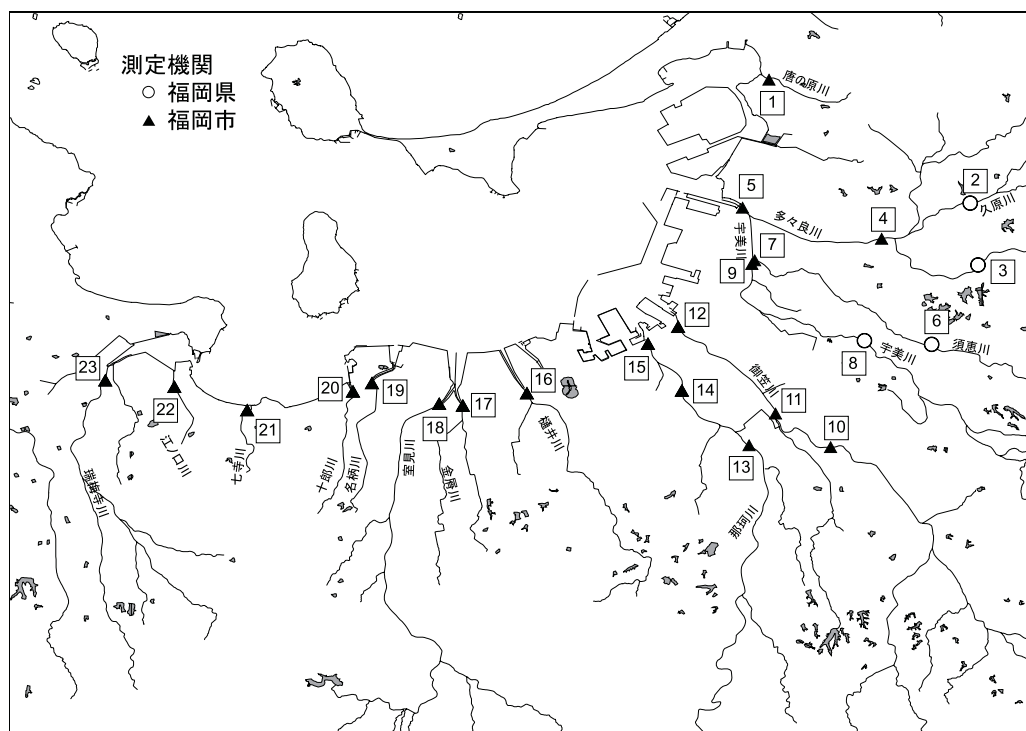 測定機関
○ 福岡県
▲ 福岡市
唐の原川
1
2
久原川
5
4
多々良川
宇美川
7
9
3
6
須恵川
8
宇美川
12
15
御笠川
14
11
10
13
那珂川
16
樋井川
17
18
室見川
金屑川
19
20
十郎川
名柄川
21
七寺川
22
江ノ口川
23
瑞梅寺川